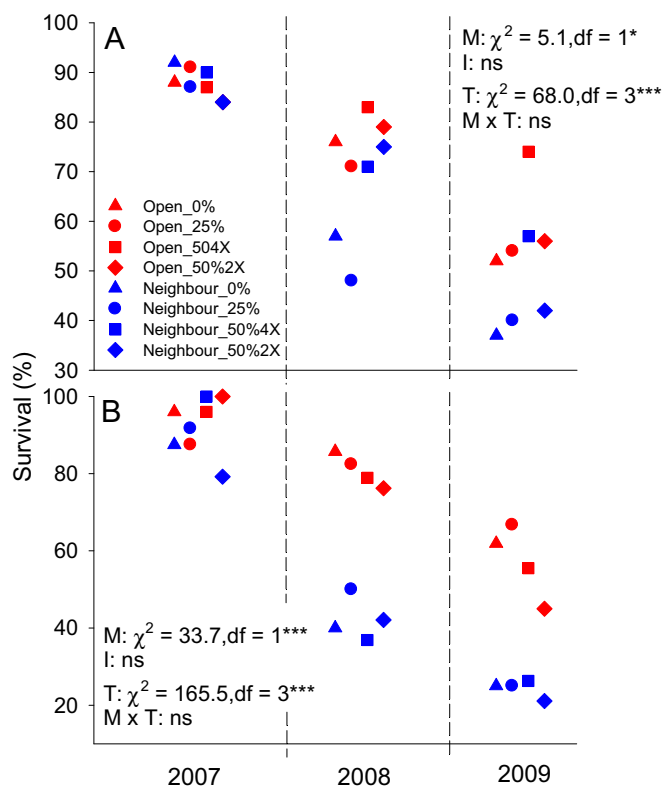 A
M: χ² = 5.1,df = 1*
I: ns
T: χ² = 68.0,df = 3***
M x T: ns
100
90
80
70
60
50
40
30
Open_0%
Open_25%
Open_504X
Open_50%2X
Neighbour_0%
Neighbour_25%
Neighbour_50%4X
Neighbour_50%2X
Survival (%)
B
100
80
60
40
20
M: χ² = 33.7,df = 1***
I: ns
T: χ² = 165.5,df = 3***
M x T: ns
2007 2008 2009